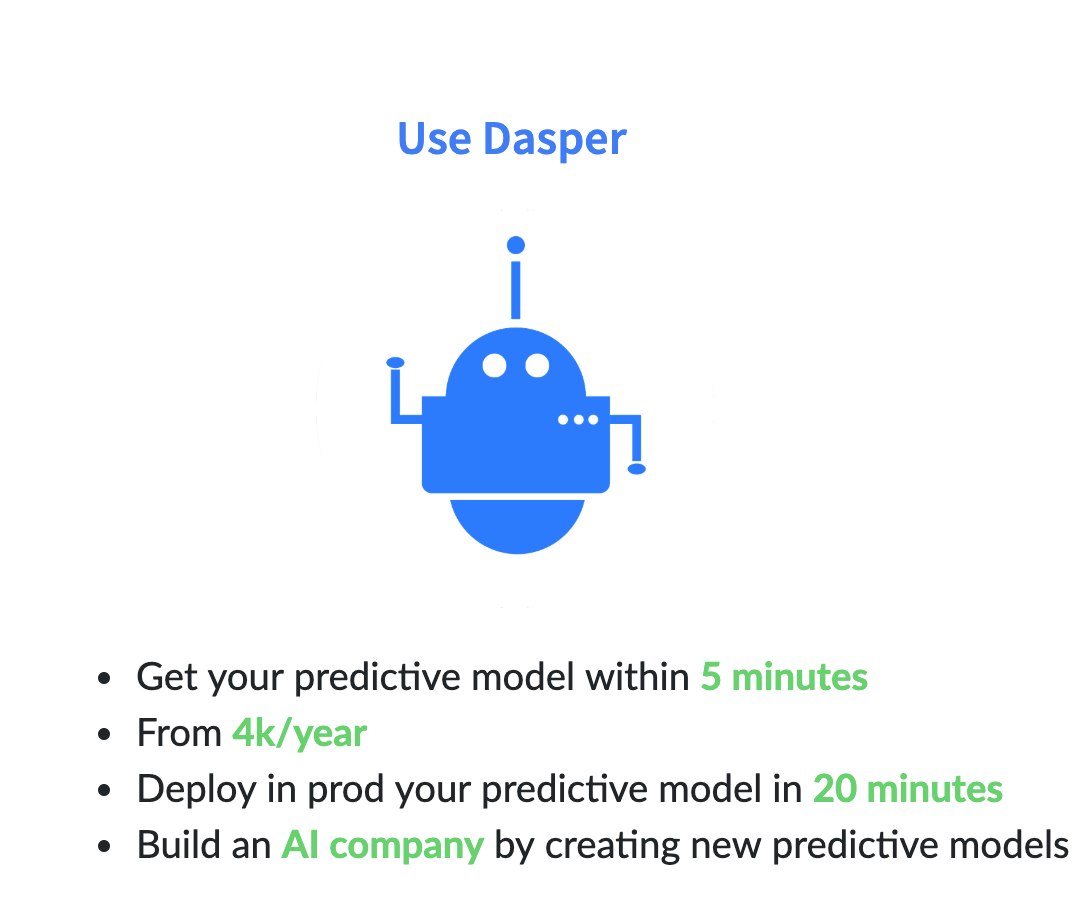 Use Dasper
• Get your predictive model within 5 minutes
• From 4k/year
• Deploy in prod your predictive model in 20 minutes
• Build an AI company by creating new predictive models